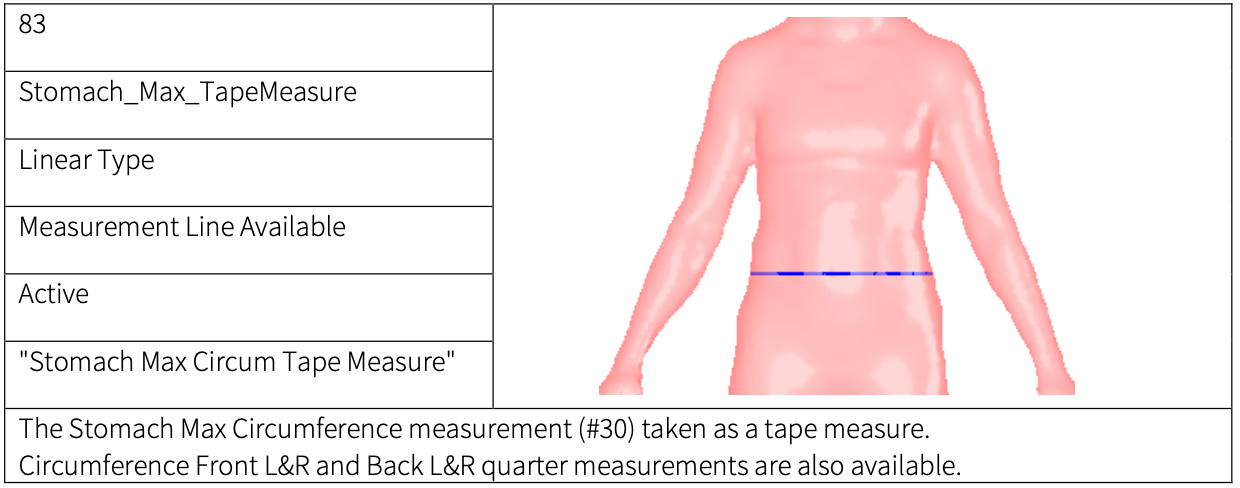 83
Stomach_Max_TapeMeasure
Linear Type
Measurement Line Available
Active
"Stomach Max Circum Tape Measure"
The Stomach Max Circumference measurement (#30) taken as a tape measure.
Circumference Front L&R and Back L&R quarter measurements are also available.